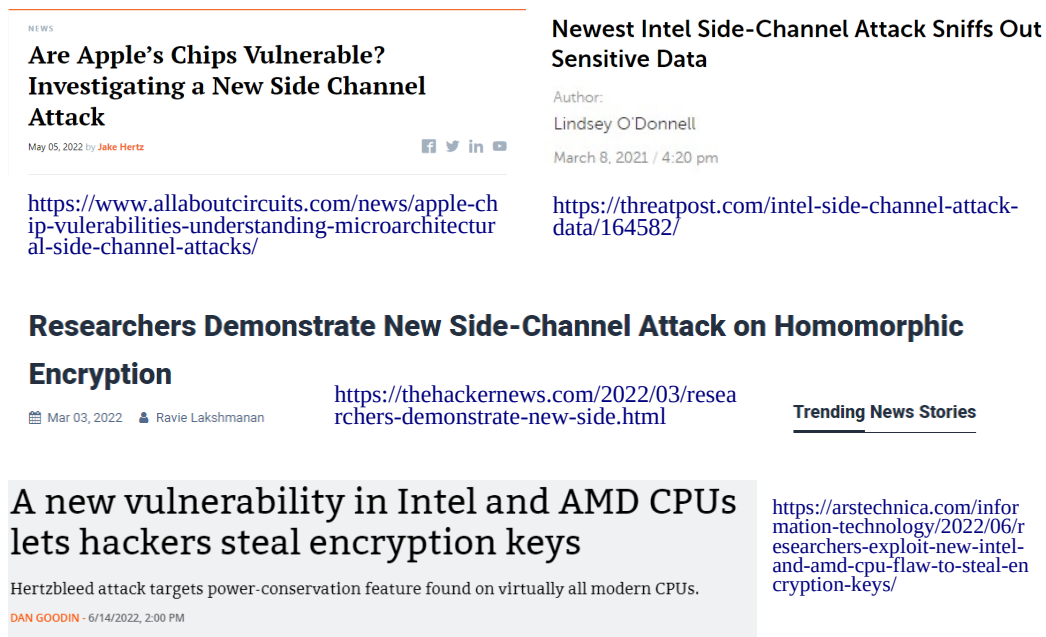 NEWS
Are Apple's Chips Vulnerable?
Investigating a New Side Channel
Attack
May 05, 2022 by Jake Hertz
https://www.allaboutcircuits.com/news/apple-ch
ip-vulerabilities-understanding-microarchitectur
al-side-channel-attacks/
Newest Intel Side-Channel Attack Sniffs Out
Sensitive Data
Author:
Lindsey O'Donnell
March 8, 2021 / 4:20 pm
https://threatpost.com/intel-side-channel-attack-
data/164582/
Researchers Demonstrate New Side-Channel Attack on Homomorphic
Encryption
Mar 03, 2022 Ravie Lakshmanan
https://thehackernews.com/2022/03/resea
rchers-demonstrate-new-side.html
Trending News Stories
A new vulnerability in Intel and AMD CPUs
lets hackers steal encryption keys
Hertzbleed attack targets power-conservation feature found on virtually all modern CPUs.
DAN GOODIN - 6/14/2022, 2:00 PM
https://arstechnica.com/infor
mation-technology/2022/06/r
esearchers-exploit-new-intel-
and-amd-cpu-flaw-to-steal-en
cryption-keys/